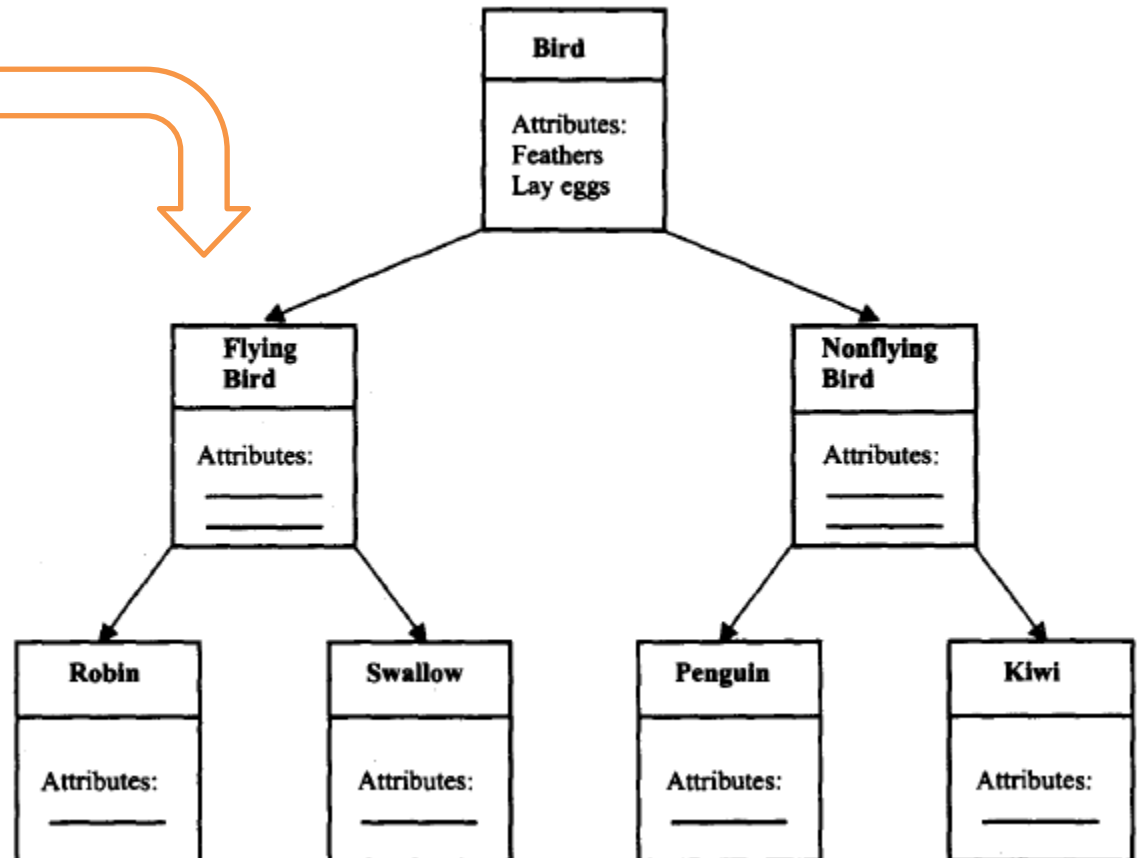 Bird
Attributes:
Feathers
Lay eggs
Flying
Bird
Attributes:
Nonflying
Bird
Attributes:
Robin
Attributes:
Swallow
Attributes:
Penguin
Attributes:
Kiwi
Attributes: